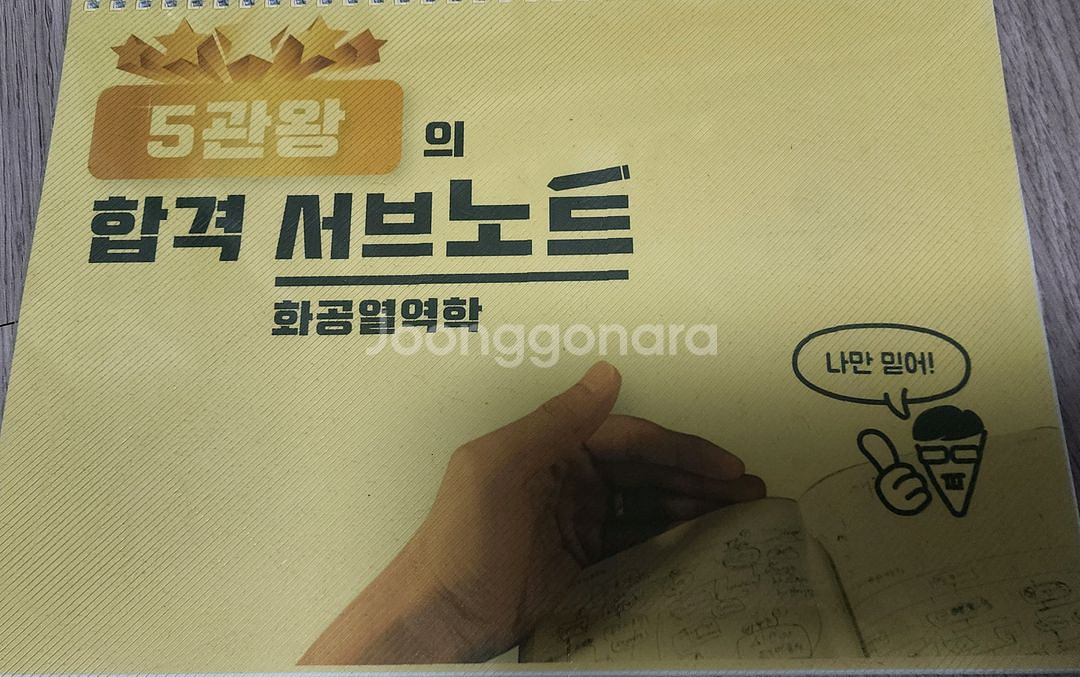 5관왕 의
합격 서브노트
화공열역학
Joonggonara
나만 믿어!